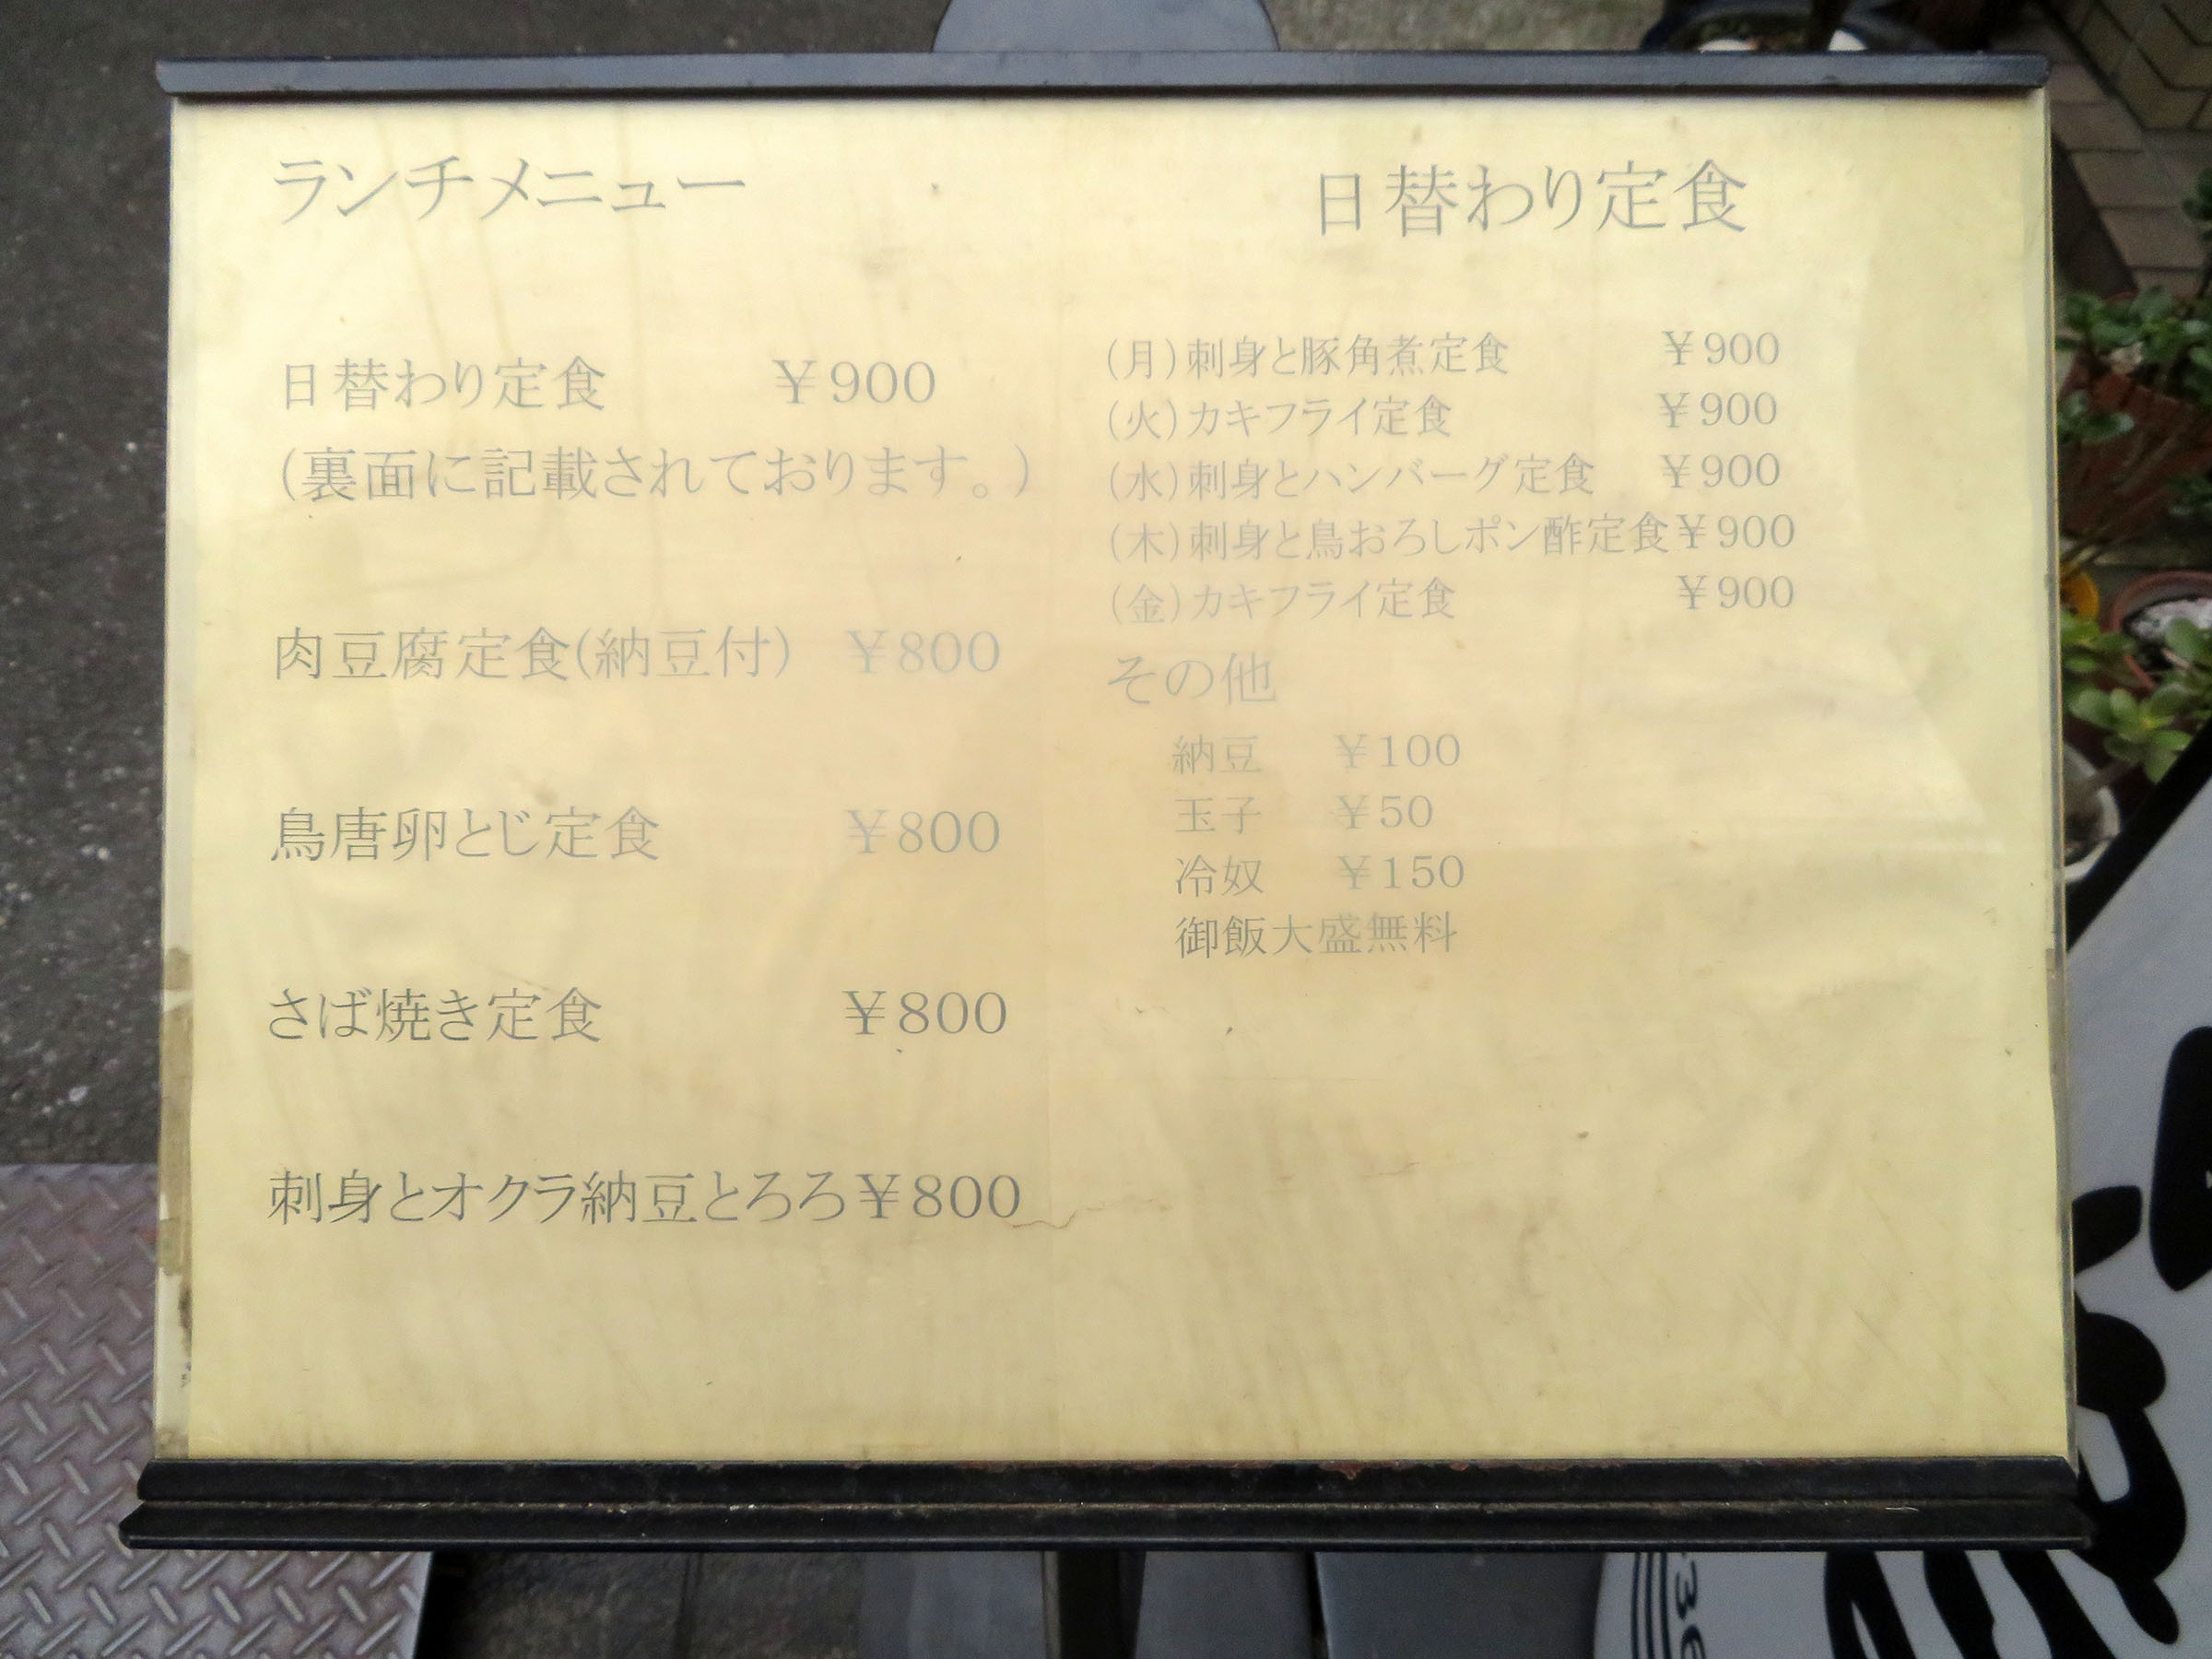 ランチメニュー
日替わり定食 ￥900
(裏面に記載されております。)
肉豆腐定食(納豆付) ￥800
鳥唐卵とじ定食 ￥800
さば焼き定食 ￥800
刺身とオクラ納豆とろろ￥800
日替わり定食
(月)刺身と豚角煮定食 ￥900
(火)カキフライ定食 ￥900
(水)刺身とハンバーグ定食 ￥900
(木)刺身と鳥おろしポン酢定食￥900
(金)カキフライ定食 ￥900
その他
納豆 ￥100
玉子 ￥50
冷奴 ￥150
御飯大盛無料